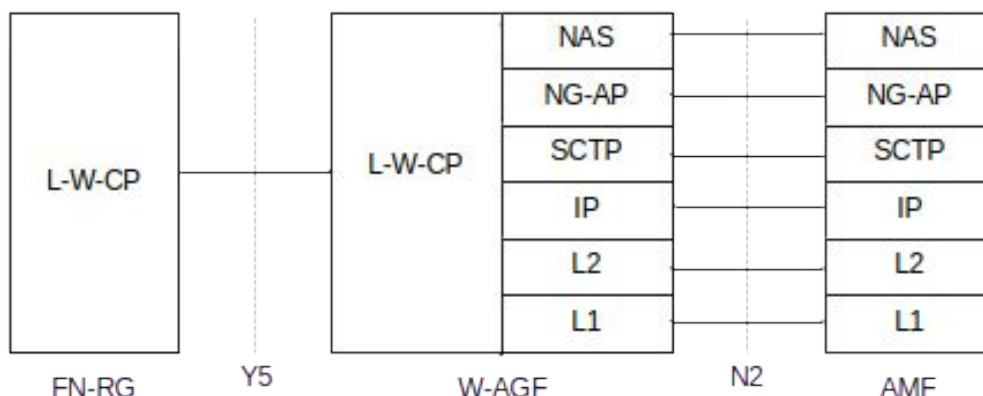 NAS
NAS
NG-AP
NG-AP
L-W-CP
L-W-CP
SCTP
SCTP
IP
IP
L2
L2
L1
L1
FN-RG
Y5
W-AGF
N2
AMF